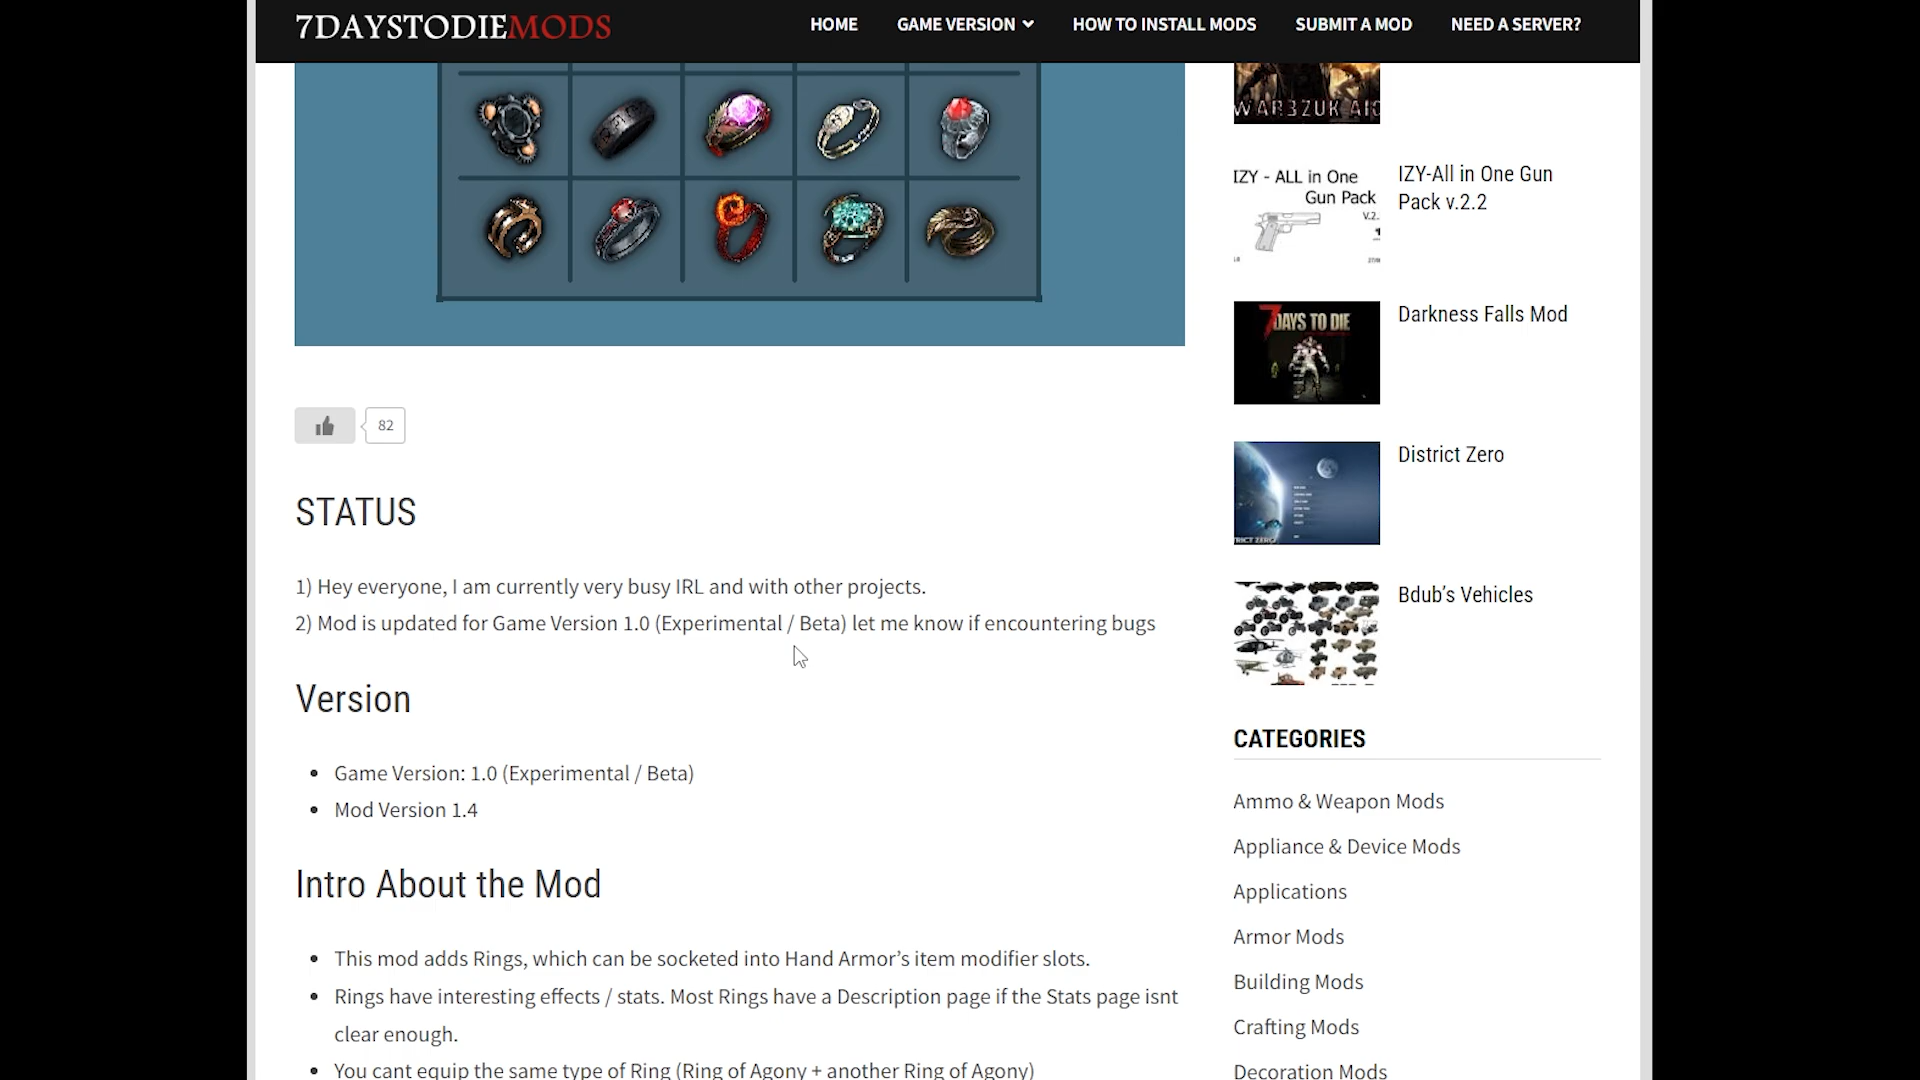 7DAYSTODIEMODS
HOME
GAME VERSION
HOW TO INSTALL MODS
SUBMIT A MOD
NEED A SERVER?
82
STATUS
1) Hey everyone, I am currently very busy IRL and with other projects.
2) Mod is updated for Game Version 1.0 (Experimental / Beta) let me know if encountering bugs
Version
• Game Version: 1.0 (Experimental / Beta)
• Mod Version 1.4
Intro About the Mod
• This mod adds Rings, which can be socketed into Hand Armor’s item modifier slots.
• Rings have interesting effects / stats. Most Rings have a Description page if the Stats page isnt
clear enough.
• You cant equip the same type of Ring (Ring of Agony + another Ring of Agony)
WAR3ZUK AIO
IZY - ALL in One
Gun Pack
V.2.
IZY-All in One Gun
Pack v.2.2
7 DAYS TO DIE
Darkness Falls Mod
District Zero
Bdub’s Vehicles
CATEGORIES
Ammo & Weapon Mods
Appliance & Device Mods
Applications
Armor Mods
Building Mods
Crafting Mods
Decoration Mods